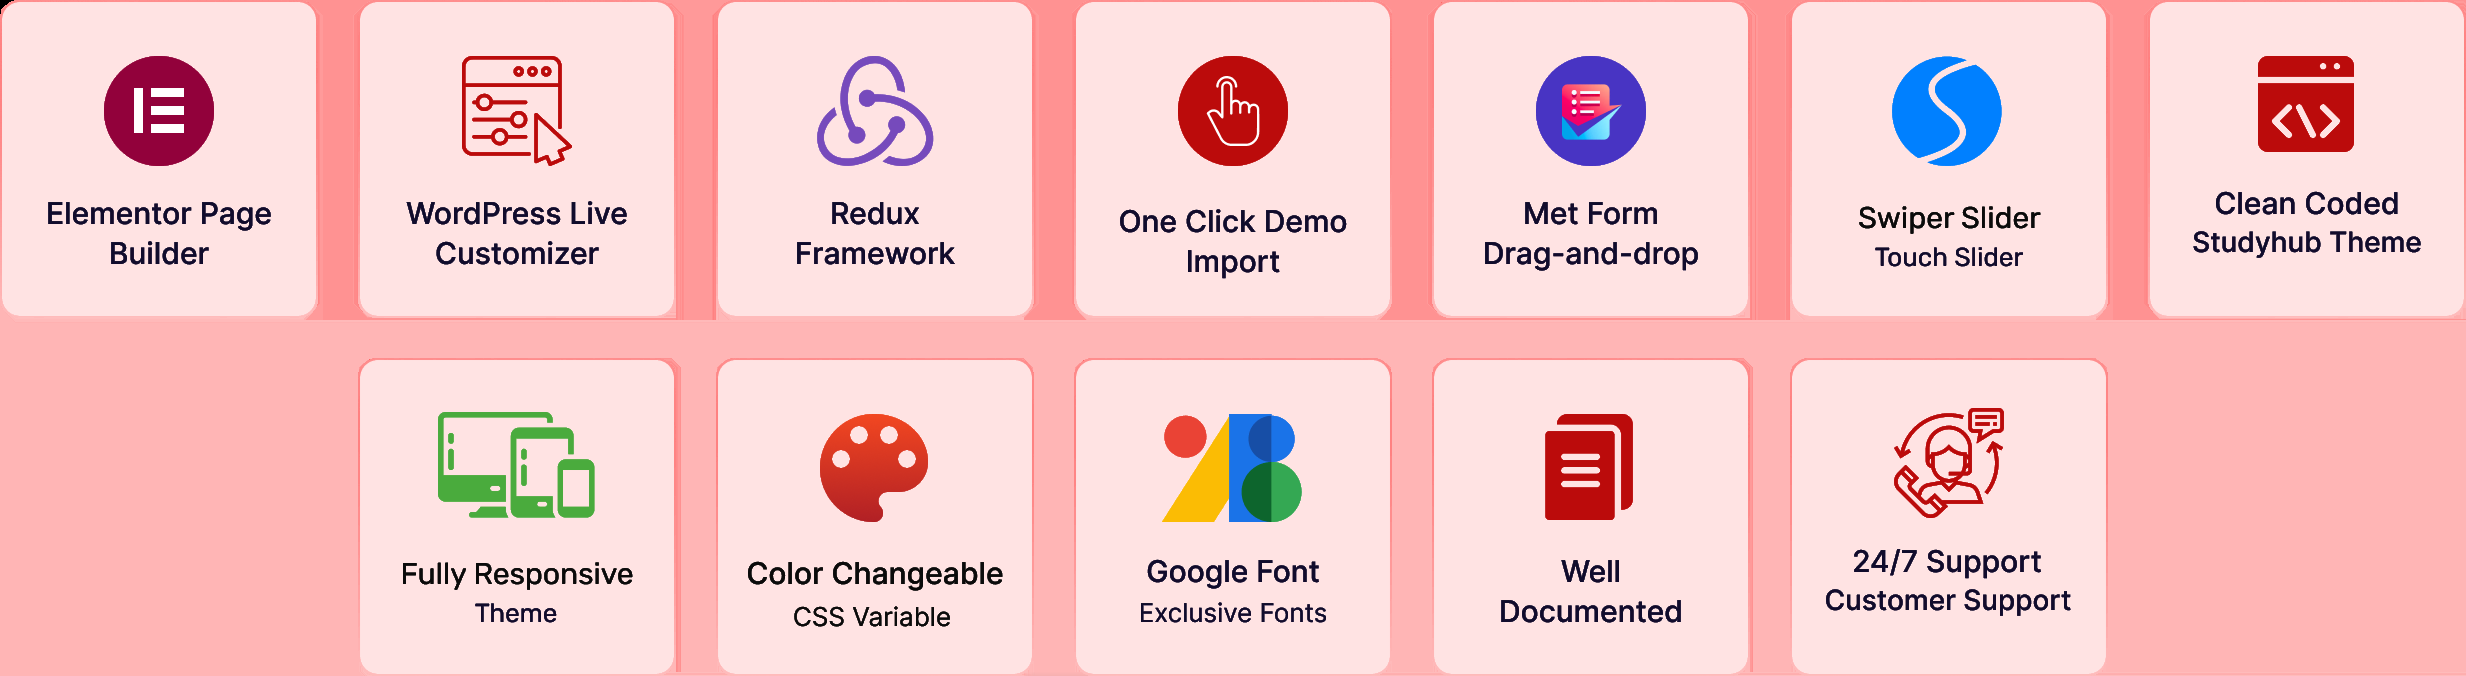 Elementor Page
Builder
WordPress Live
Customizer
Redux
Framework
One Click Demo
Import
Met Form
Drag-and-drop
Swiper Slider
Touch Slider
Clean Coded
Studyhub Theme
Fully Responsive
Theme
Color Changeable
CSS Variable
Google Font
Exclusive Fonts
Well
Documented
24/7 Support
Customer Support